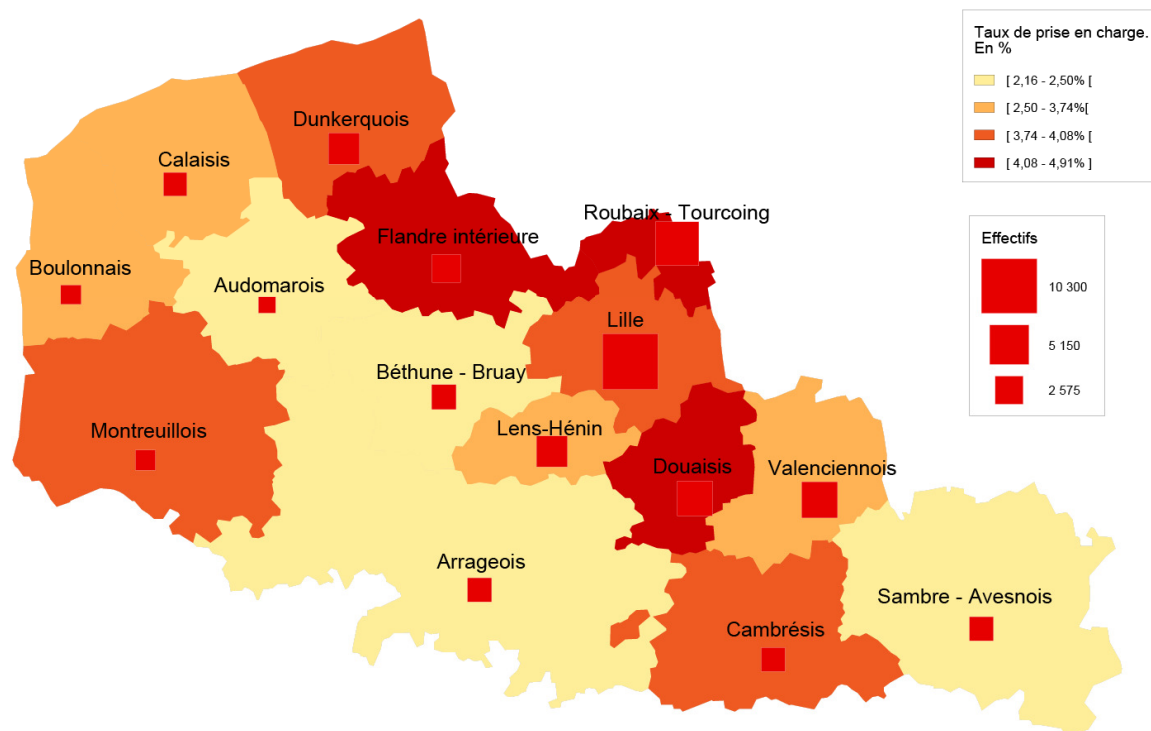 Taux de prise en charge.
En %
[ 2,16 - 2,50% [
[ 2,50 - 3,74%[
[ 3,74 - 4,08% [
[ 4,08 - 4,91% ]
Dunkerquois
Calaisis
Roubaix - Tourcoing
Flandre intérieure
Effectifs
Boulonnais
Audomarois
10 300
Lille
5 150
Béthune - Bruay
2 575
Montreuillois
Lens-Hénin
Douaisis
Valenciennois
Arrageois
Sambre - Avesnois
Cambrésis